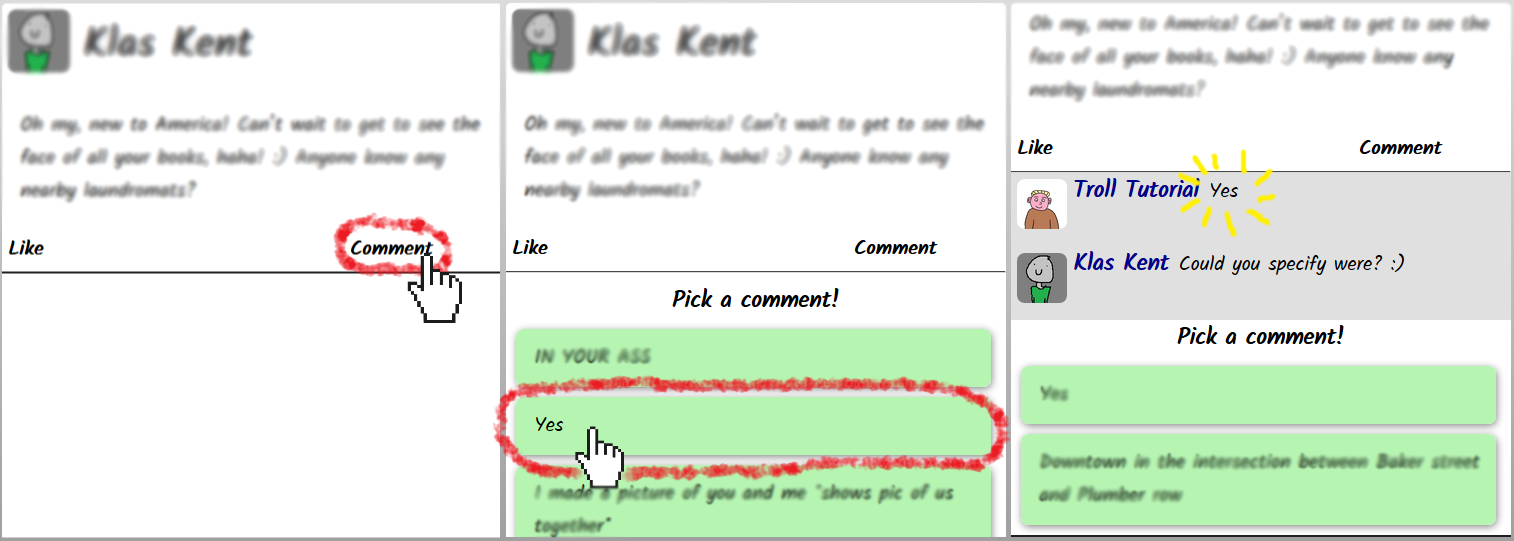 Klas Kent
Oh my, new to America! Can't wait to get to see the
face of all your books, haha! :) Anyone know any
nearby laundromats?
Like Comment
Klas Kent
Oh my, new to America! Can't wait to get to see the
face of all your books, haha! :) Anyone know any
nearby laundromats?
Like Comment
Pick a comment!
IN YOUR ASS
Yes
I made a picture of you and me "shows pic of us
together"
Oh my, new to America! Can't wait to get to see the
face of all your books, haha! :) Anyone know any
nearby laundromats?
Like Comment
Troll Tutorial Yes
Klas Kent Could you specify were? :)
Pick a comment!
Yes
Downtown in the intersection between Baker street
and Plumber row